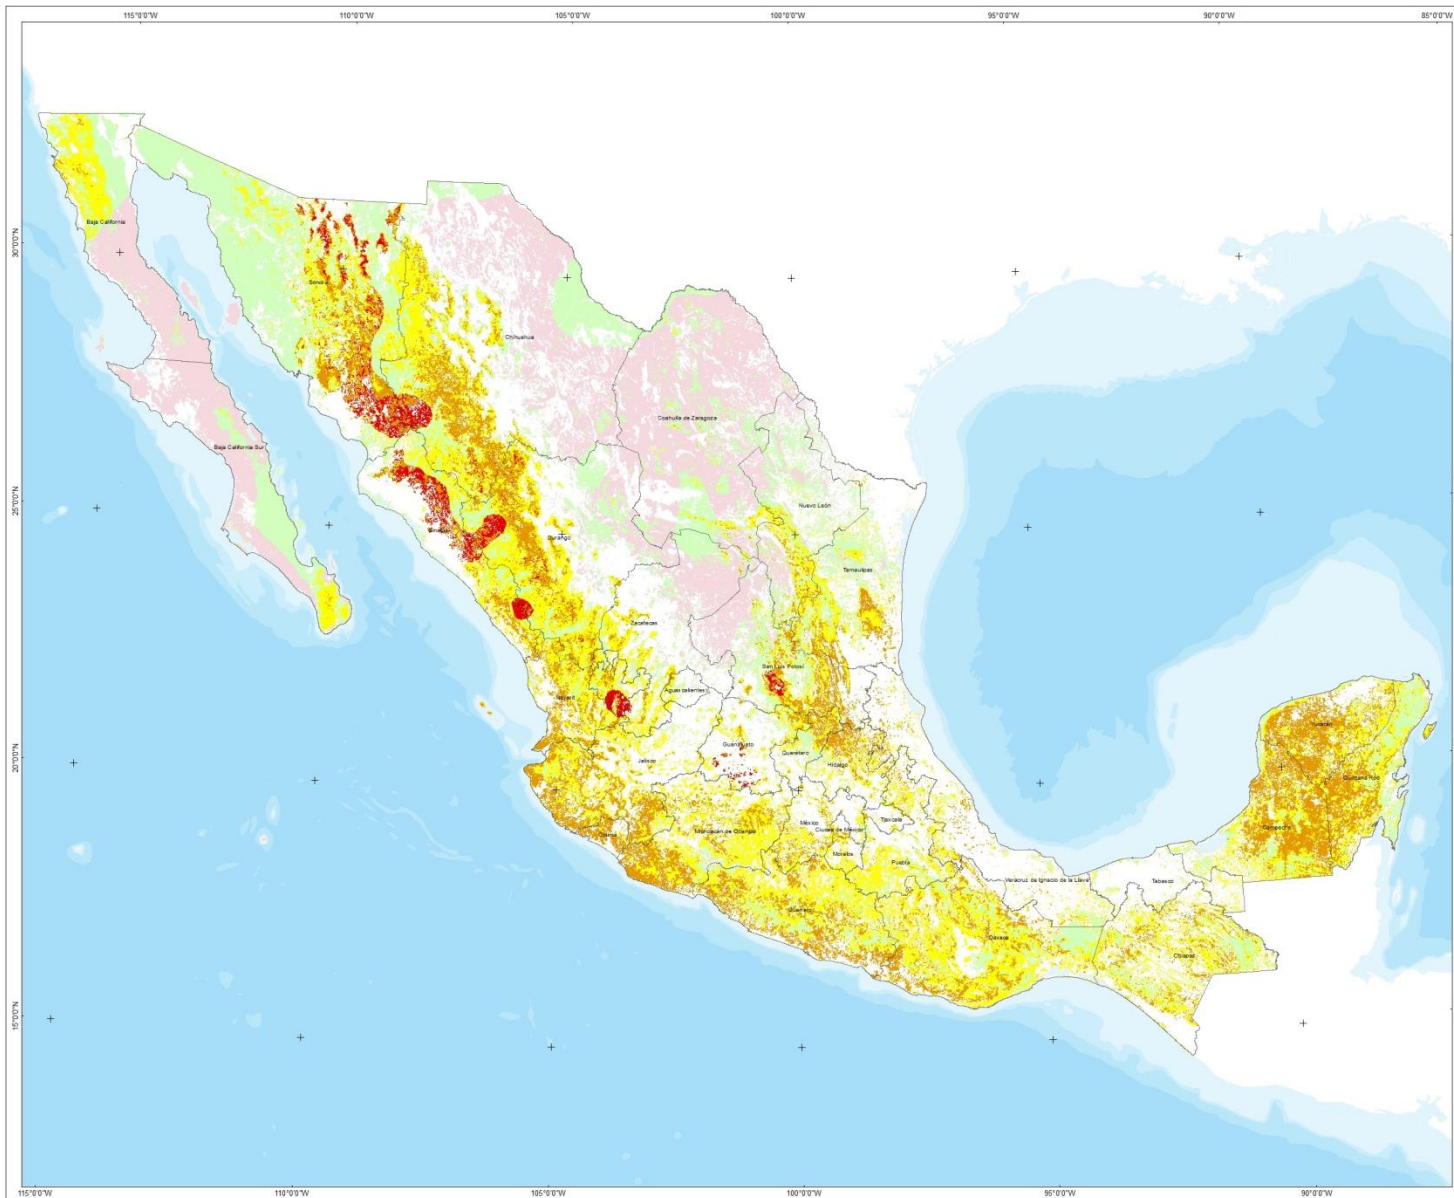 115°0'0"W 110°0'0"W 105°0'0"W 100°0'0"W 95°0'0"W 90°0'0"W 85°0'0"W
Baja California
30°0'0"N
Sonora
Chihuahua
Coahuila de Zaragoza
Baja California Sur
25°0'0"N
Nuevo León
Sinaloa
Durango
Tamaulipas
Zacatecas
San Luis Potosí
Aguascalientes
Nayarit
Yucatán
Guanajuato
Querétaro
20°0'0"N
Jalisco
Hidalgo
Quintana Roo
México
Tlaxcala
Ciudad de México
Michoacán de Ocampo
Colima
Campeche
Morelos
Puebla
Veracruz de Ignacio de la Llave
Tabasco
Guerrero
Oaxaca
Chiapas
15°0'0"N
115°0'0"W 110°0'0"W 105°0'0"W 100°0'0"W 95°0'0"W 90°0'0"W